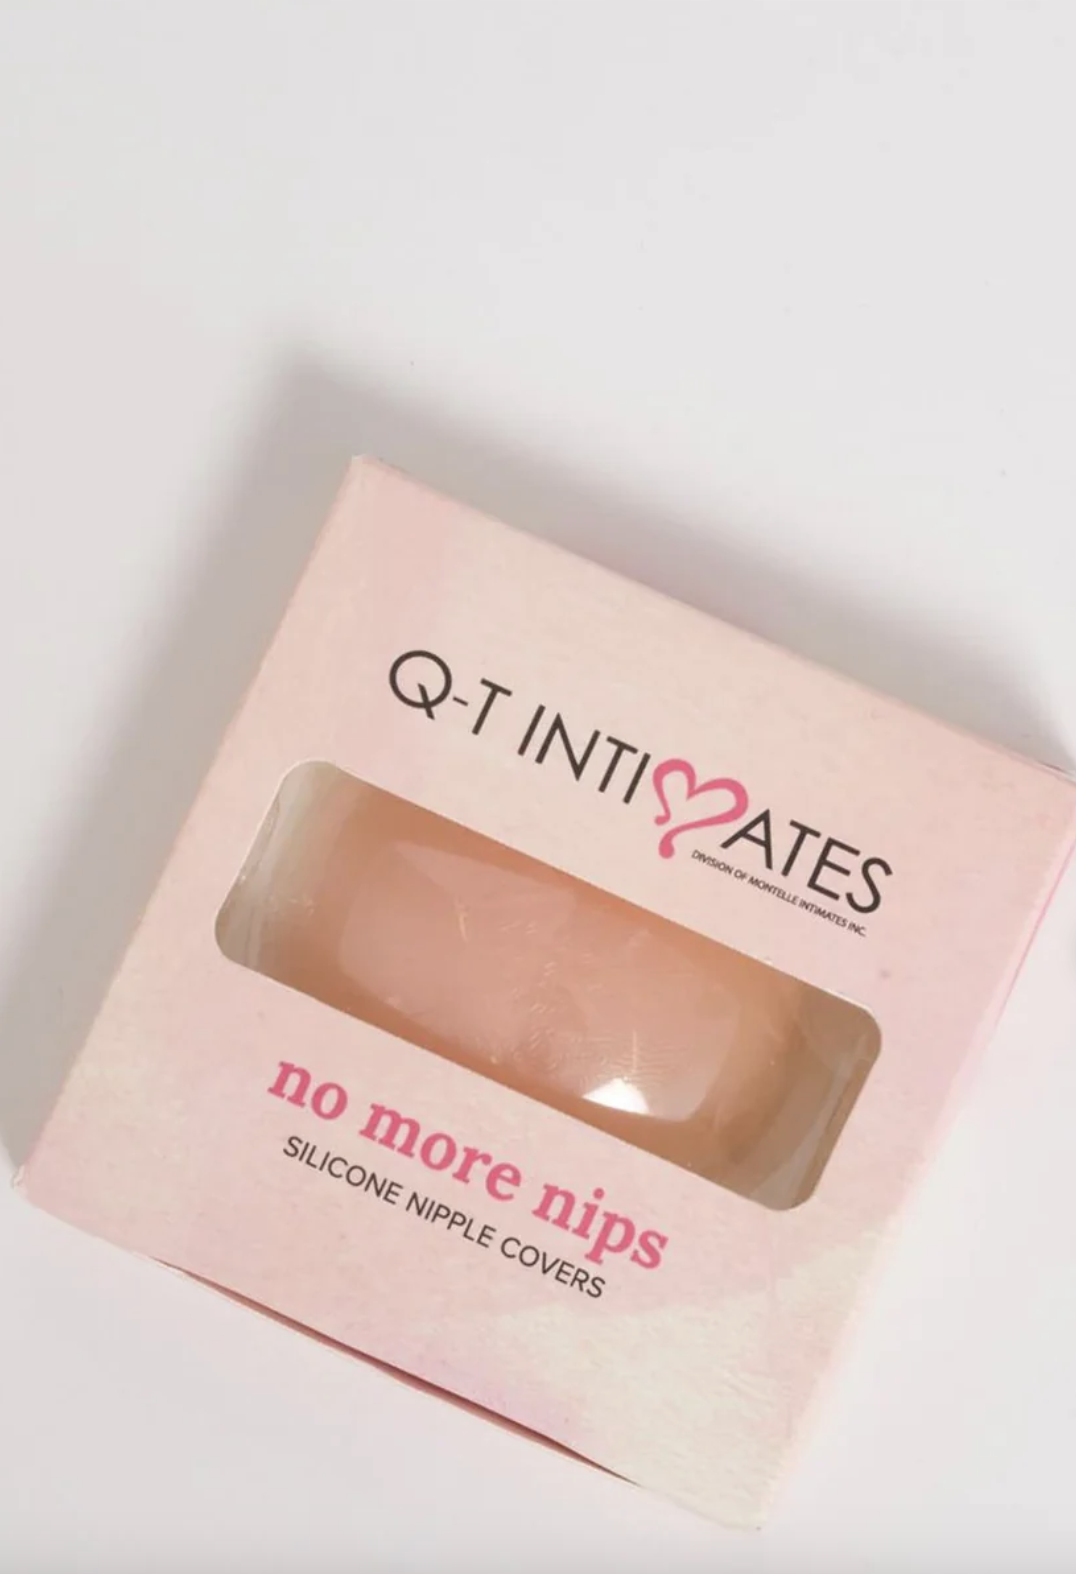 Q-T INTIMATES
DIVISION OF MONTELLE INTIMATES INC.
no more nips
SILICONE NIPPLE COVERS